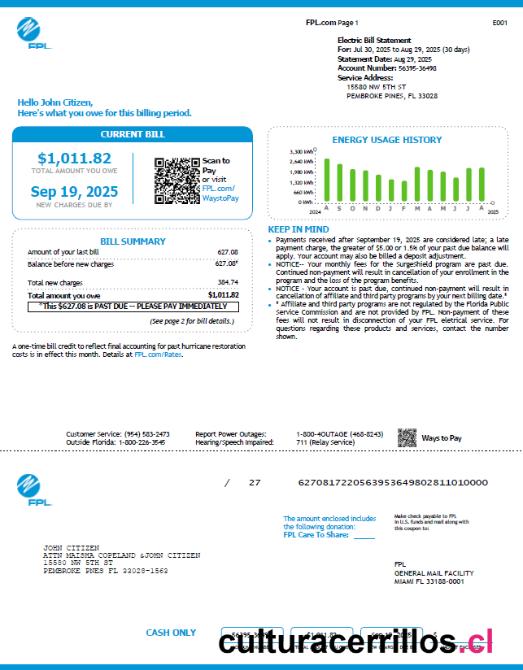 FPL.com Page 1
E001
FPL
Electric Bill Statement
For: Jul 30, 2025 to Aug 29, 2025 (30 days)
Statement Date: Aug 29, 2025
Account Number: 56395-36498
Service Address:
15580 NW 5TH ST
PEMBROKE PINES, FL 33028
Hello John Citizen,
Here's what you owe for this billing period.
CURRENT BILL
$1,011.82
TOTAL AMOUNT YOU OWE
Sep 19, 2025
NEW CHARGES DUE BY
Scan to
Pay
or visit
FPL.com/
WaystoPay
ENERGY USAGE HISTORY
3,300 kWh
2,640 kWh
1,980 kWh
1,320 kWh
660 kWh
0 kWh
A S O N D J F M A M J J A
2024
2025
BILL SUMMARY
Amount of your last bill 627.08
Balance before new charges 627.08*
Total new charges 384.74
Total amount you owe $1,011.82
*This $627.08 is PAST DUE -- PLEASE PAY IMMEDIATELY
(See page 2 for bill details.)
KEEP IN MIND
• Payments received after September 19, 2025 are considered late; a late
payment charge, the greater of $5.00 or 1.5% of your past due balance will
apply. Your account may also be billed a deposit adjustment.
• NOTICE-- Your monthly fees for the SurgeShield program are past due.
Continued non-payment will result in cancellation of your enrollment in the
program and the loss of the program benefits.
• NOTICE - Your account is past due, continued non-payment will result in
cancellation of affiliate and third party programs by your next billing date.*
• * Affiliate and third party programs are not regulated by the Florida Public
Service Commission and are not provided by FPL. Non-payment of these
fees will not result in disconnection of your FPL eletrical service. For
questions regarding these products and services, contact the number
shown.
A one-time bill credit to reflect final accounting for past hurricane restoration
costs is in effect this month. Details at FPL.com/Rates.
Customer Service: (954) 583-2473
Outside Florida: 1-800-226-3545
Report Power Outages: 1-800-4OUTAGE (468-8243)
Hearing/Speech Impaired: 711 (Relay Service)
Ways to Pay
FPL
/ 27 6270817220563953649802811010000
The amount enclosed includes
the following donation:
FPL Care To Share: _____
Make check payable to FPL
in U.S. funds and mail along with
this coupon to:
JOHN CITIZEN
ATTN MAISHA COPELAND &JOHN CITIZEN
15580 NW 5TH ST
PEMBROKE PNES FL 33028-1563
FPL
GENERAL MAIL FACILITY
MIAMI FL 33188-0001
CASH ONLY
culturacerrillos.cl